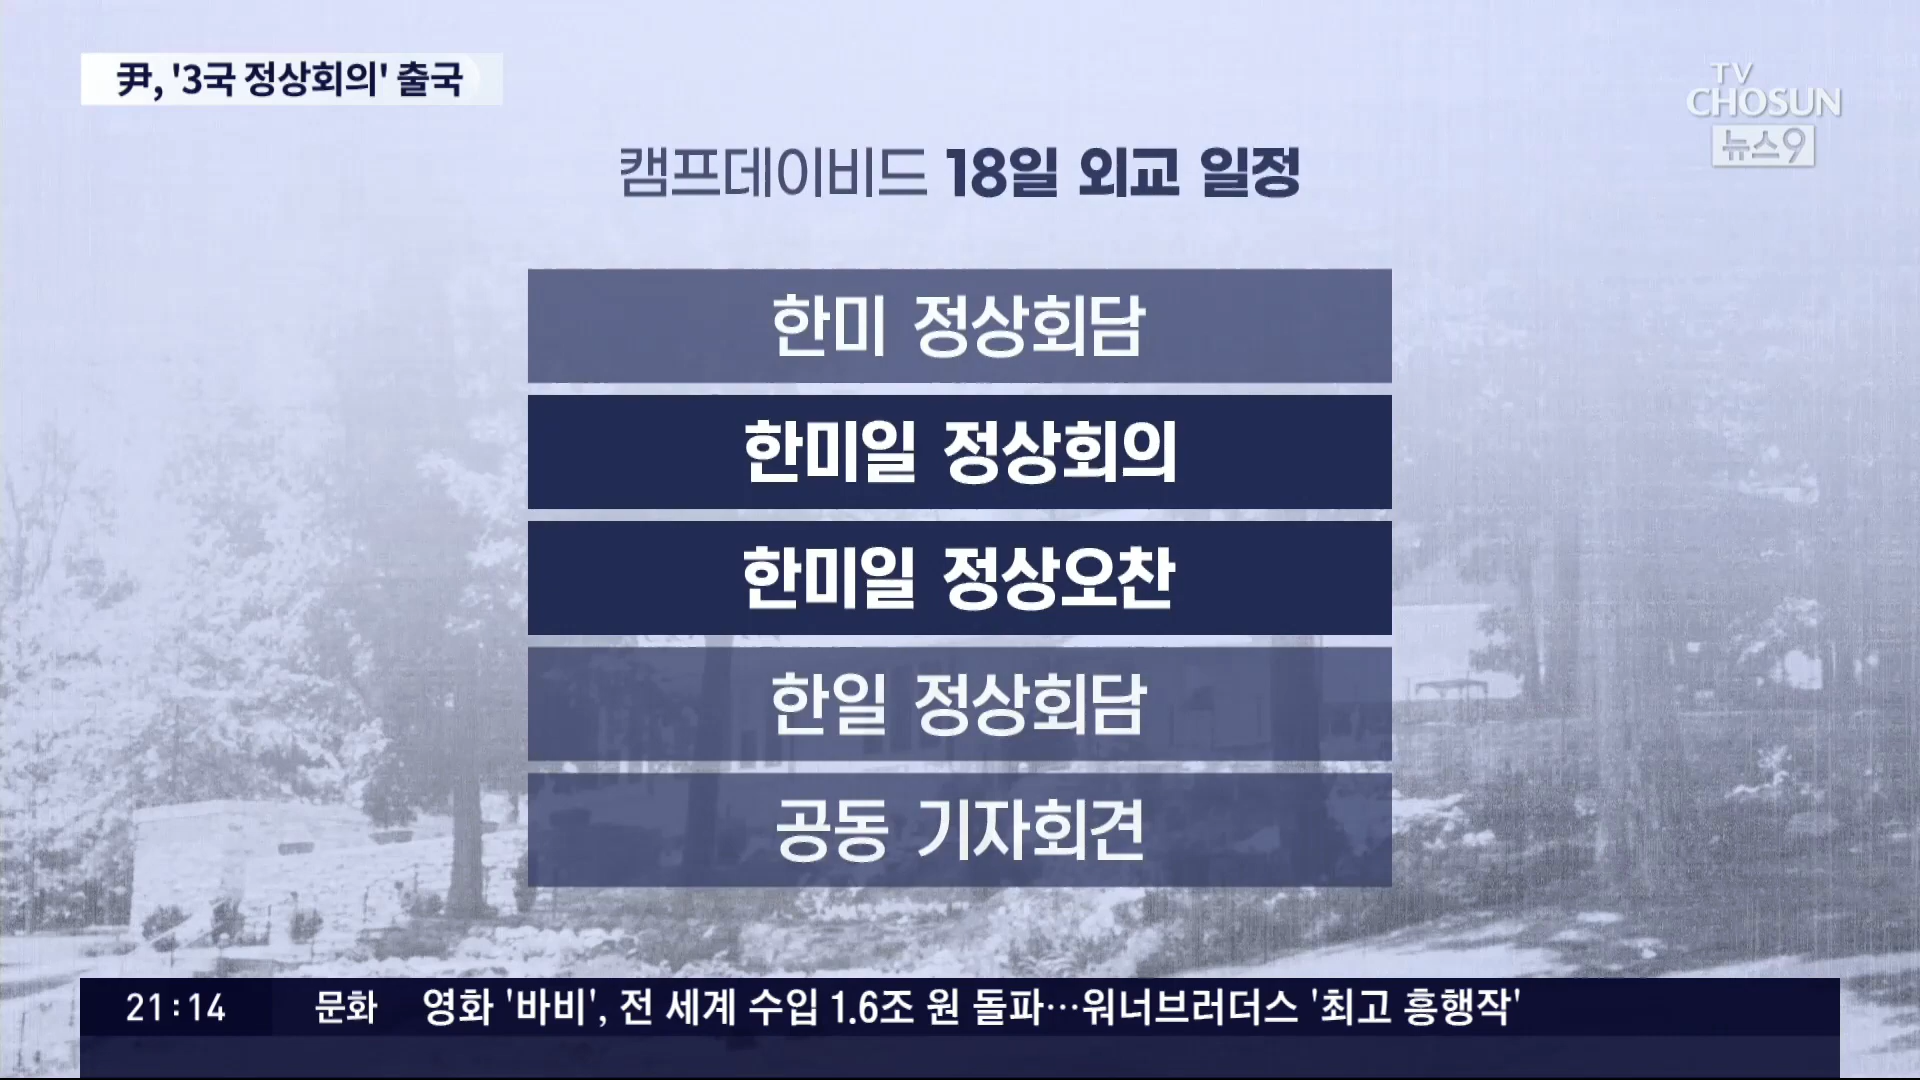 尹, '3국 정상회의' 출국
TV
CHOSUN
뉴스9
캠프데이비드 18일 외교 일정
한미 정상회담
한미일 정상회의
한미일 정상오찬
한일 정상회담
공동 기자회견
21:14 문화 영화 '바비', 전 세계 수입 1.6조 원 돌파…워너브러더스 '최고 흥행작'